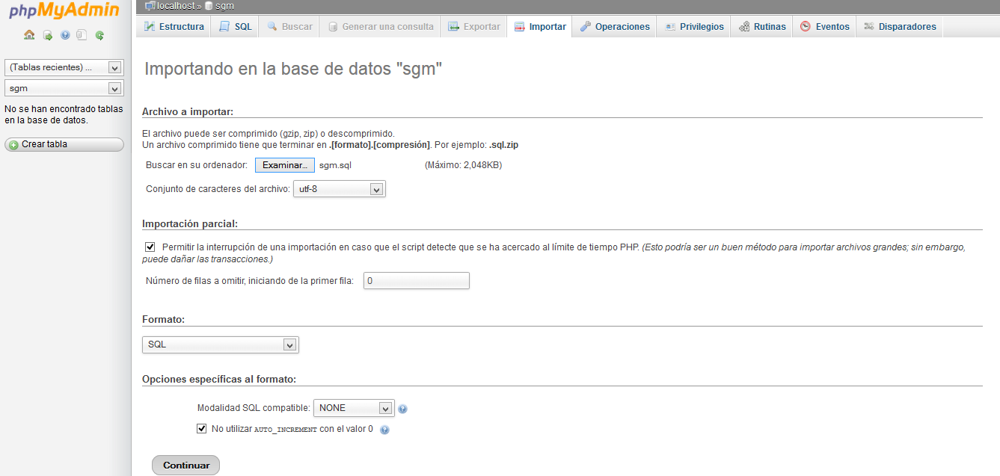 phpMyAdmin
(Tablas recientes) ...
sgm
No se han encontrado tablas
en la base de datos.
Crear tabla
localhost » sgm
Estructura SQL Buscar Generar una consulta Exportar Importar Operaciones Privilegios Rutinas Eventos Disparadores
Importando en la base de datos "sgm"
Archivo a importar:
El archivo puede ser comprimido (gzip, zip) o descomprimido.
Un archivo comprimido tiene que terminar en .[formato].[compresión]. Por ejemplo: .sql.zip
Buscar en su ordenador: Examinar... sgm.sql (Máximo: 2,048KB)
Conjunto de caracteres del archivo: utf-8
Importación parcial:
Permitir la interrupción de una importación en caso que el script detecte que se ha acercado al límite de tiempo PHP. (Esto podría ser un buen método para importar archivos grandes; sin embargo,
puede dañar las transacciones.)
Número de filas a omitir, iniciando de la primer fila: 0
Formato:
SQL
Opciones específicas al formato:
Modalidad SQL compatible: NONE
No utilizar AUTO_INCREMENT con el valor 0
Continuar